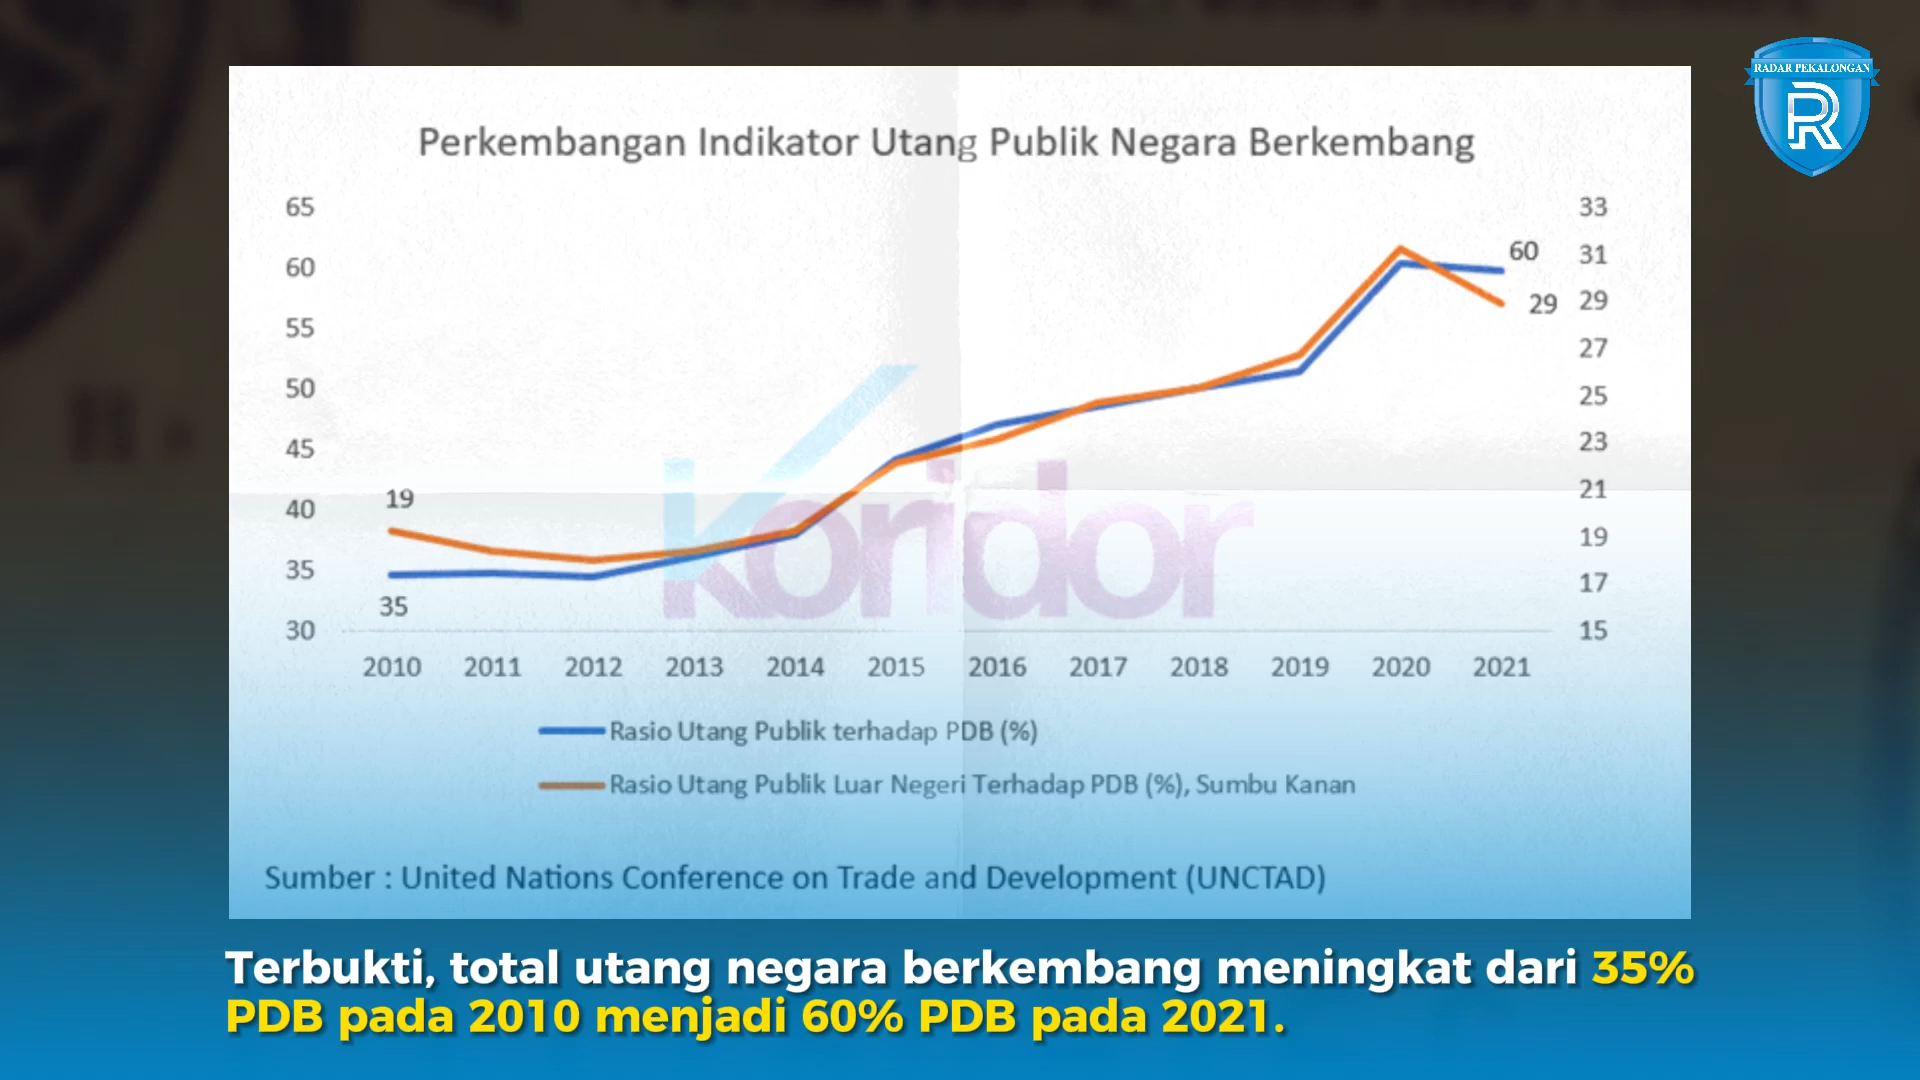 RADAR PEKALONGAN
R
Perkembangan Indikator Utang Publik Negara Berkembang
65
60
55
50
45
40
35
30
33
31
29
27
25
23
21
19
17
15
19
35
60
29
Koridor
2010 2011 2012 2013 2014 2015 2016 2017 2018 2019 2020 2021
Rasio Utang Publik terhadap PDB (%)
Rasio Utang Publik Luar Negeri Terhadap PDB (%), Sumbu Kanan
Sumber : United Nations Conference on Trade and Development (UNCTAD)
Terbukti, total utang negara berkembang meningkat dari 35%
PDB pada 2010 menjadi 60% PDB pada 2021.